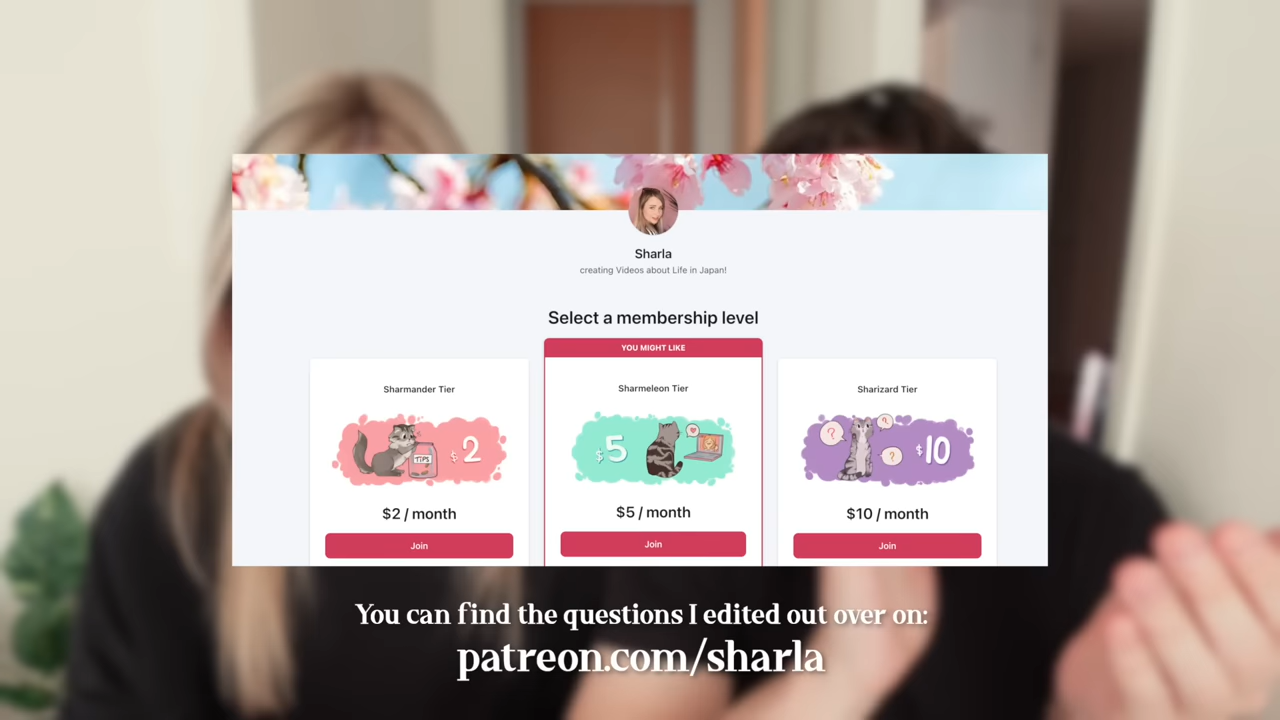 Sharla
creating Videos about Life in Japan!
Select a membership level
YOU MIGHT LIKE
Sharmander Tier
Sharmeleon Tier
Sharizard Tier
TIPS
$2
$5
? ? ?
$10
$2 / month
$5 / month
$10 / month
Join
Join
Join
You can find the questions I edited out over on:
patreon.com/sharla